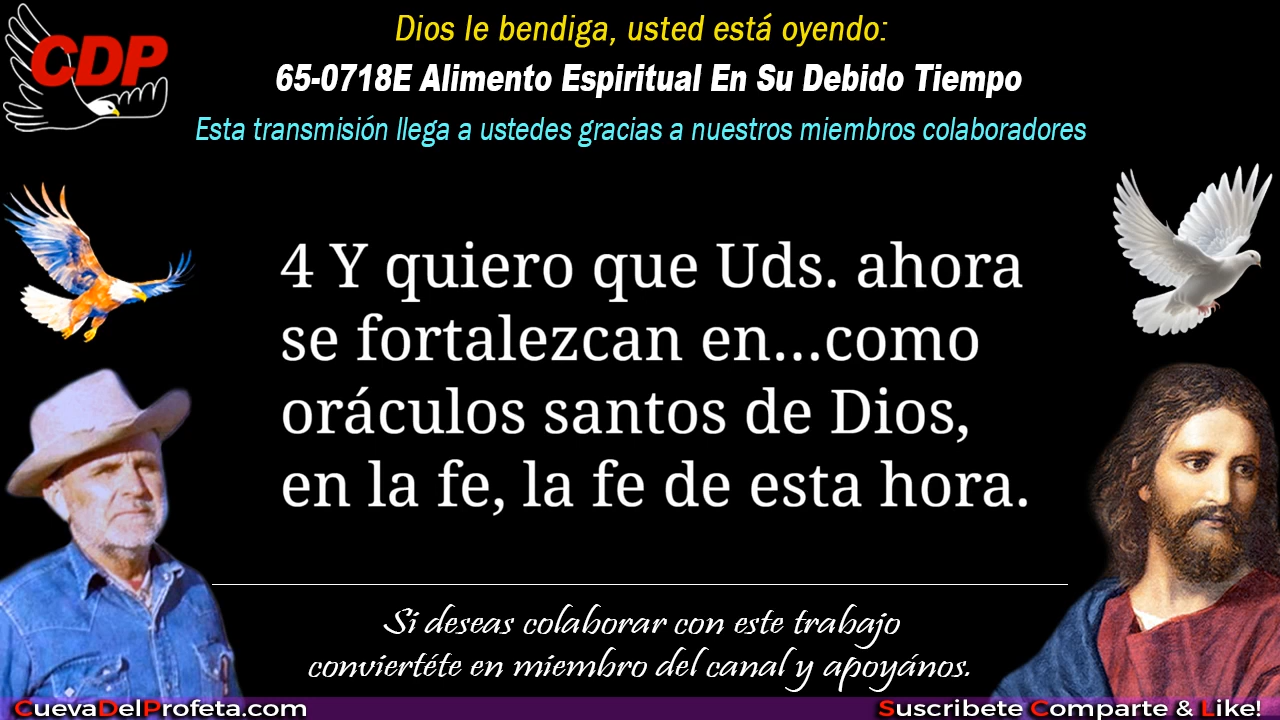 CDP
Dios le bendiga, usted está oyendo:
65-0718E Alimento Espiritual En Su Debido Tiempo
Esta transmisión llega a ustedes gracias a nuestros miembros colaboradores
4 Y quiero que Uds. ahora
se fortalezcan en...como
oráculos santos de Dios,
en la fe, la fe de esta hora.
Si deseas colaborar con este trabajo
conviertéte en miembro del canal y apoyános.
CuevaDelProfeta.com
Suscribete Comparte & Like!